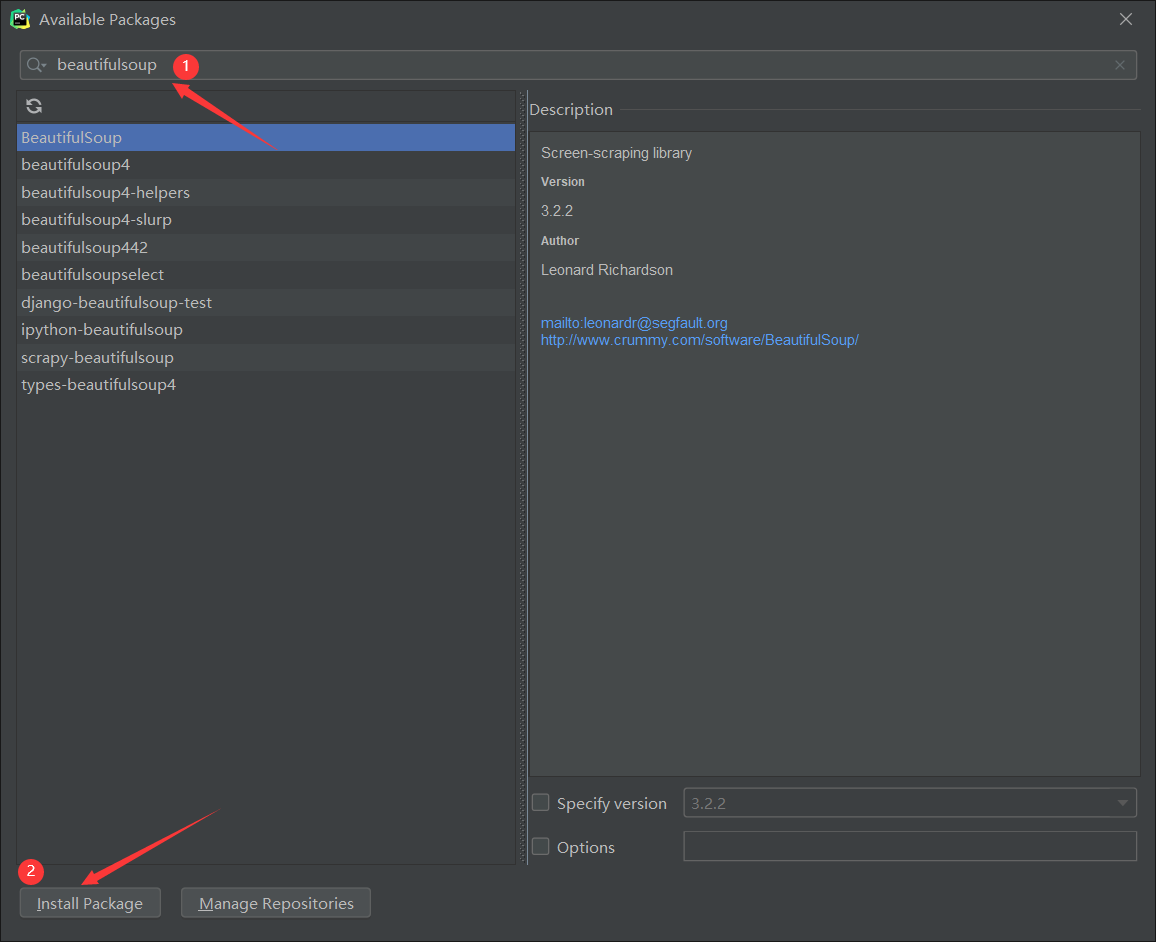 PC
Available Packages
beautifulsoup
1
BeautifulSoup
beautifulsoup4
beautifulsoup4-helpers
beautifulsoup4-slurp
beautifulsoup442
beautifulsoupselect
django-beautifulsoup-test
ipython-beautifulsoup
scrapy-beautifulsoup
types-beautifulsoup4
Description
Screen-scraping library
Version
3.2.2
Author
Leonard Richardson
mailto:leonardr@segfault.org
http://www.crummy.com/software/BeautifulSoup/
Specify version
3.2.2
Options
2
Install Package
Manage Repositories